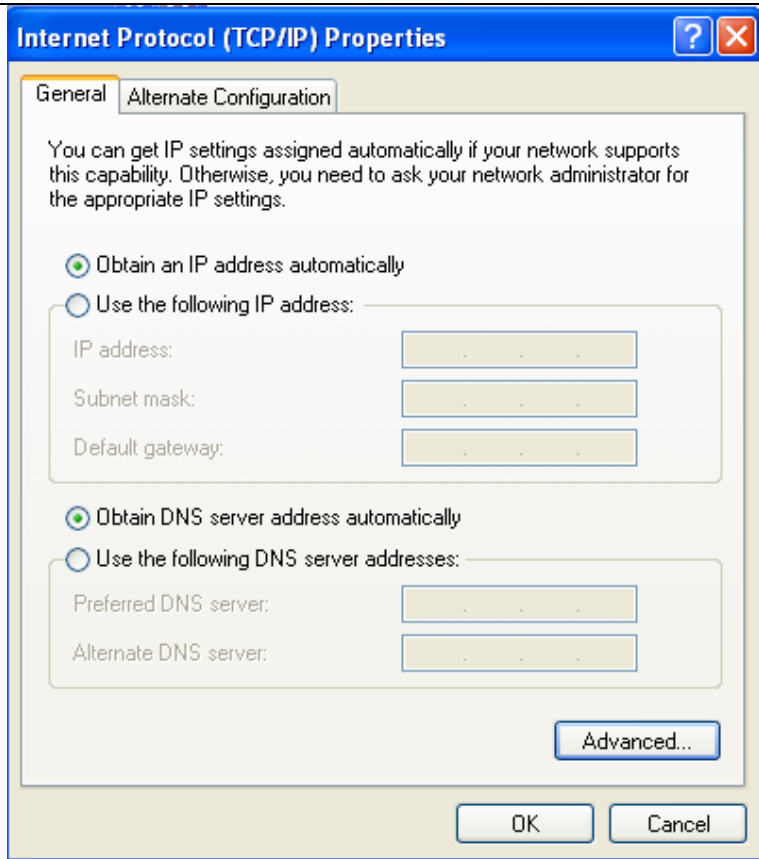 Internet Protocol (TCP/IP) Properties
General
Alternate Configuration
You can get IP settings assigned automatically if your network supports
this capability. Otherwise, you need to ask your network administrator for
the appropriate IP settings.
Obtain an IP address automatically
Use the following IP address:
IP address:
Subnet mask:
Default gateway:
Obtain DNS server address automatically
Use the following DNS server addresses:
Preferred DNS server:
Alternate DNS server:
Advanced...
OK
Cancel